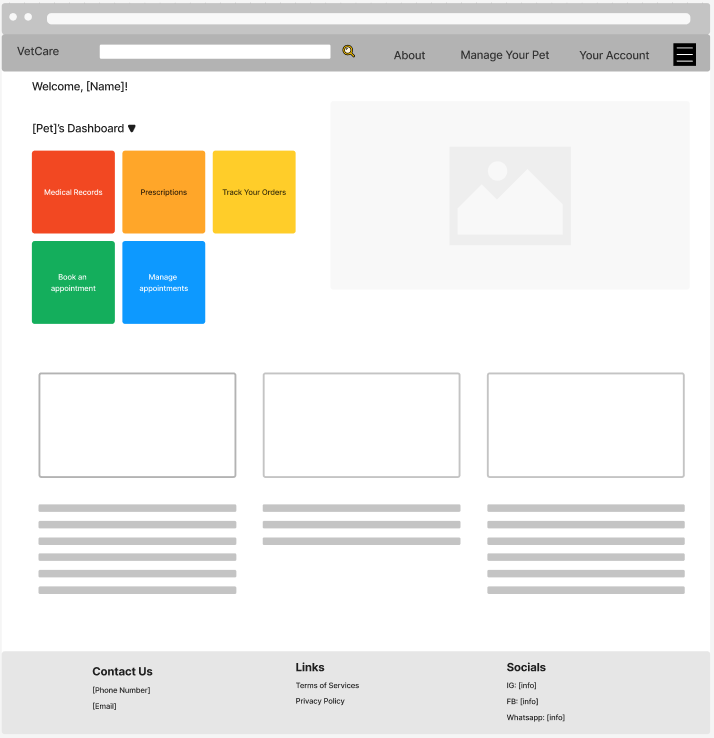 VetCare
About
Manage Your Pet
Your Account
Welcome, [Name]!
[Pet]'s Dashboard
Medical Records
Prescriptions
Track Your Orders
Book an
appointment
Manage
appointments
Contact Us
[Phone Number]
[Email]
Links
Terms of Services
Privacy Policy
Socials
IG: [info]
FB: [info]
Whatsapp: [info]